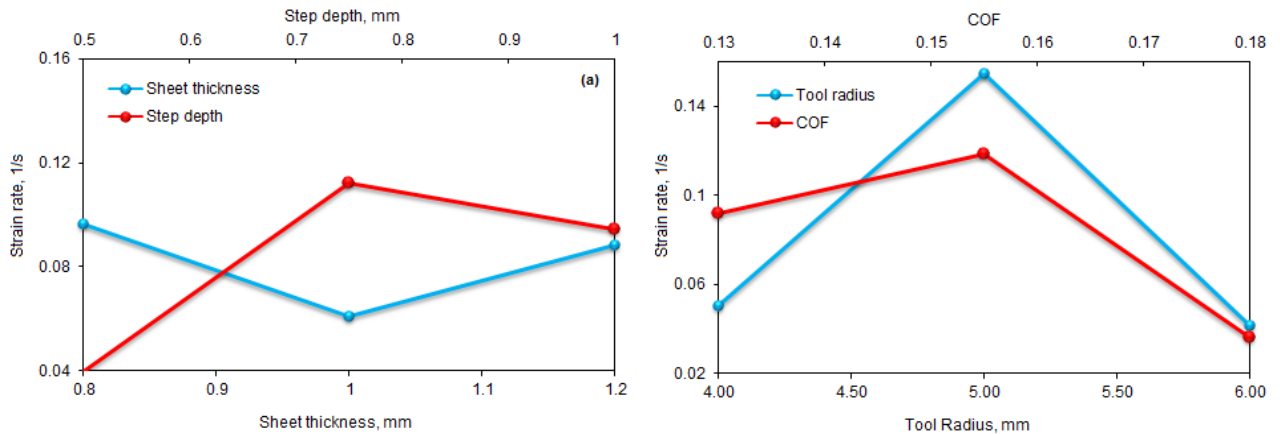 Step depth, mm
0.5 0.6 0.7 0.8 0.9 1
0.16
(a)
Sheet thickness
Step depth
0.12
Strain rate, 1/s
0.08
0.04
0.8 0.9 1 1.1 1.2
Sheet thickness, mm
COF
0.13 0.14 0.15 0.16 0.17 0.18
Tool radius
0.14
COF
Strain rate, 1/s
0.1
0.06
0.02
4.00 4.50 5.00 5.50 6.00
Tool Radius, mm